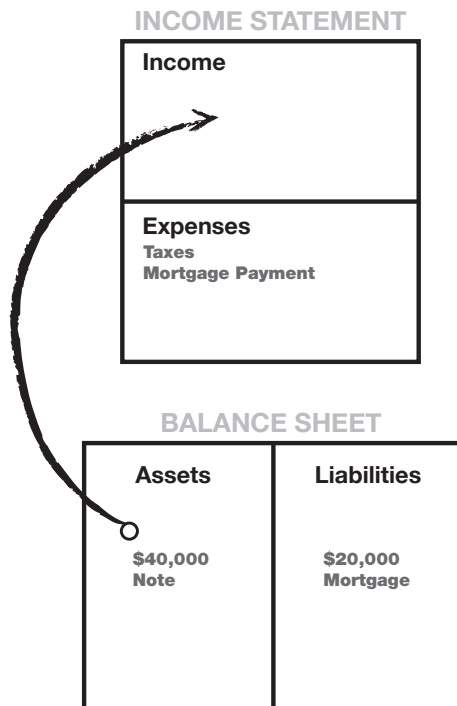 INCOME STATEMENT
Income
Expenses
Taxes
Mortgage Payment
BALANCE SHEET
Assets
Liabilities
$40,000
Note
$20,000
Mortgage